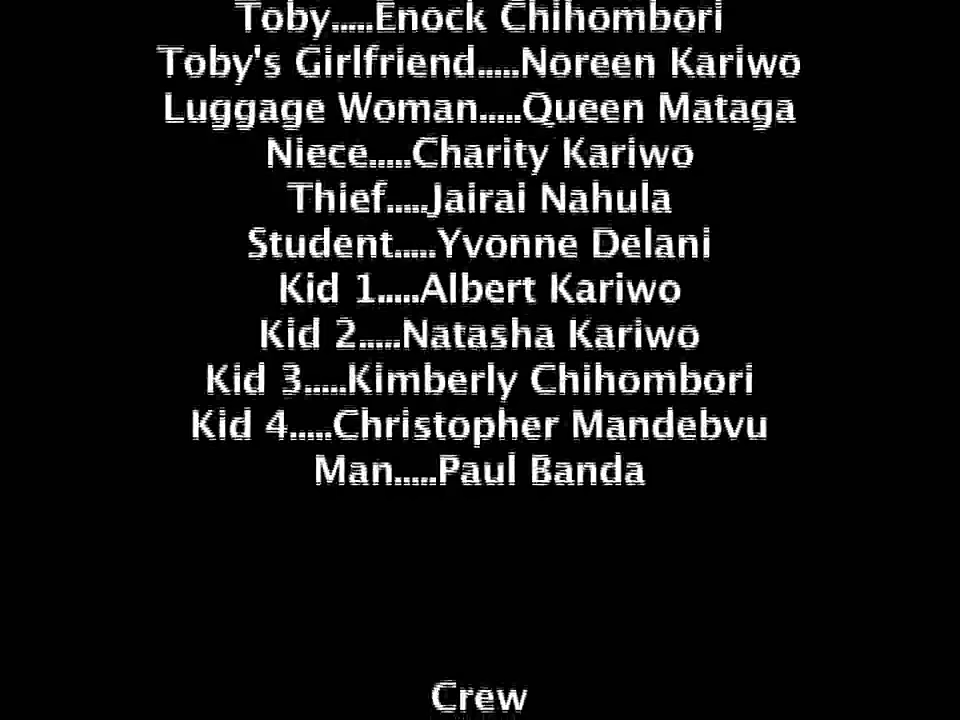 Toby.....Enock Chihombori
Toby's Girlfriend.....Noreen Kariwo
Luggage Woman.....Queen Mataga
Niece.....Charity Kariwo
Thief.....Jairai Nahula
Student.....Yvonne Delani
Kid 1.....Albert Kariwo
Kid 2.....Natasha Kariwo
Kid 3.....Kimberly Chihombori
Kid 4.....Christopher Mandebvu
Man.....Paul Banda
Crew